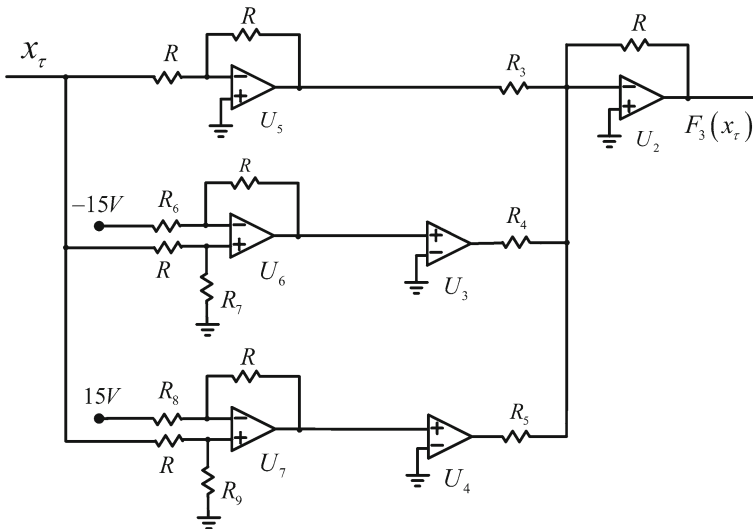 x_τ
R
R
U_5
R_3
R
U_2
F_3(x_τ)
−15V
R_6
R
R
U_6
R_7
U_3
R_4
15V
R_8
R
R
U_7
R_9
U_4
R_5